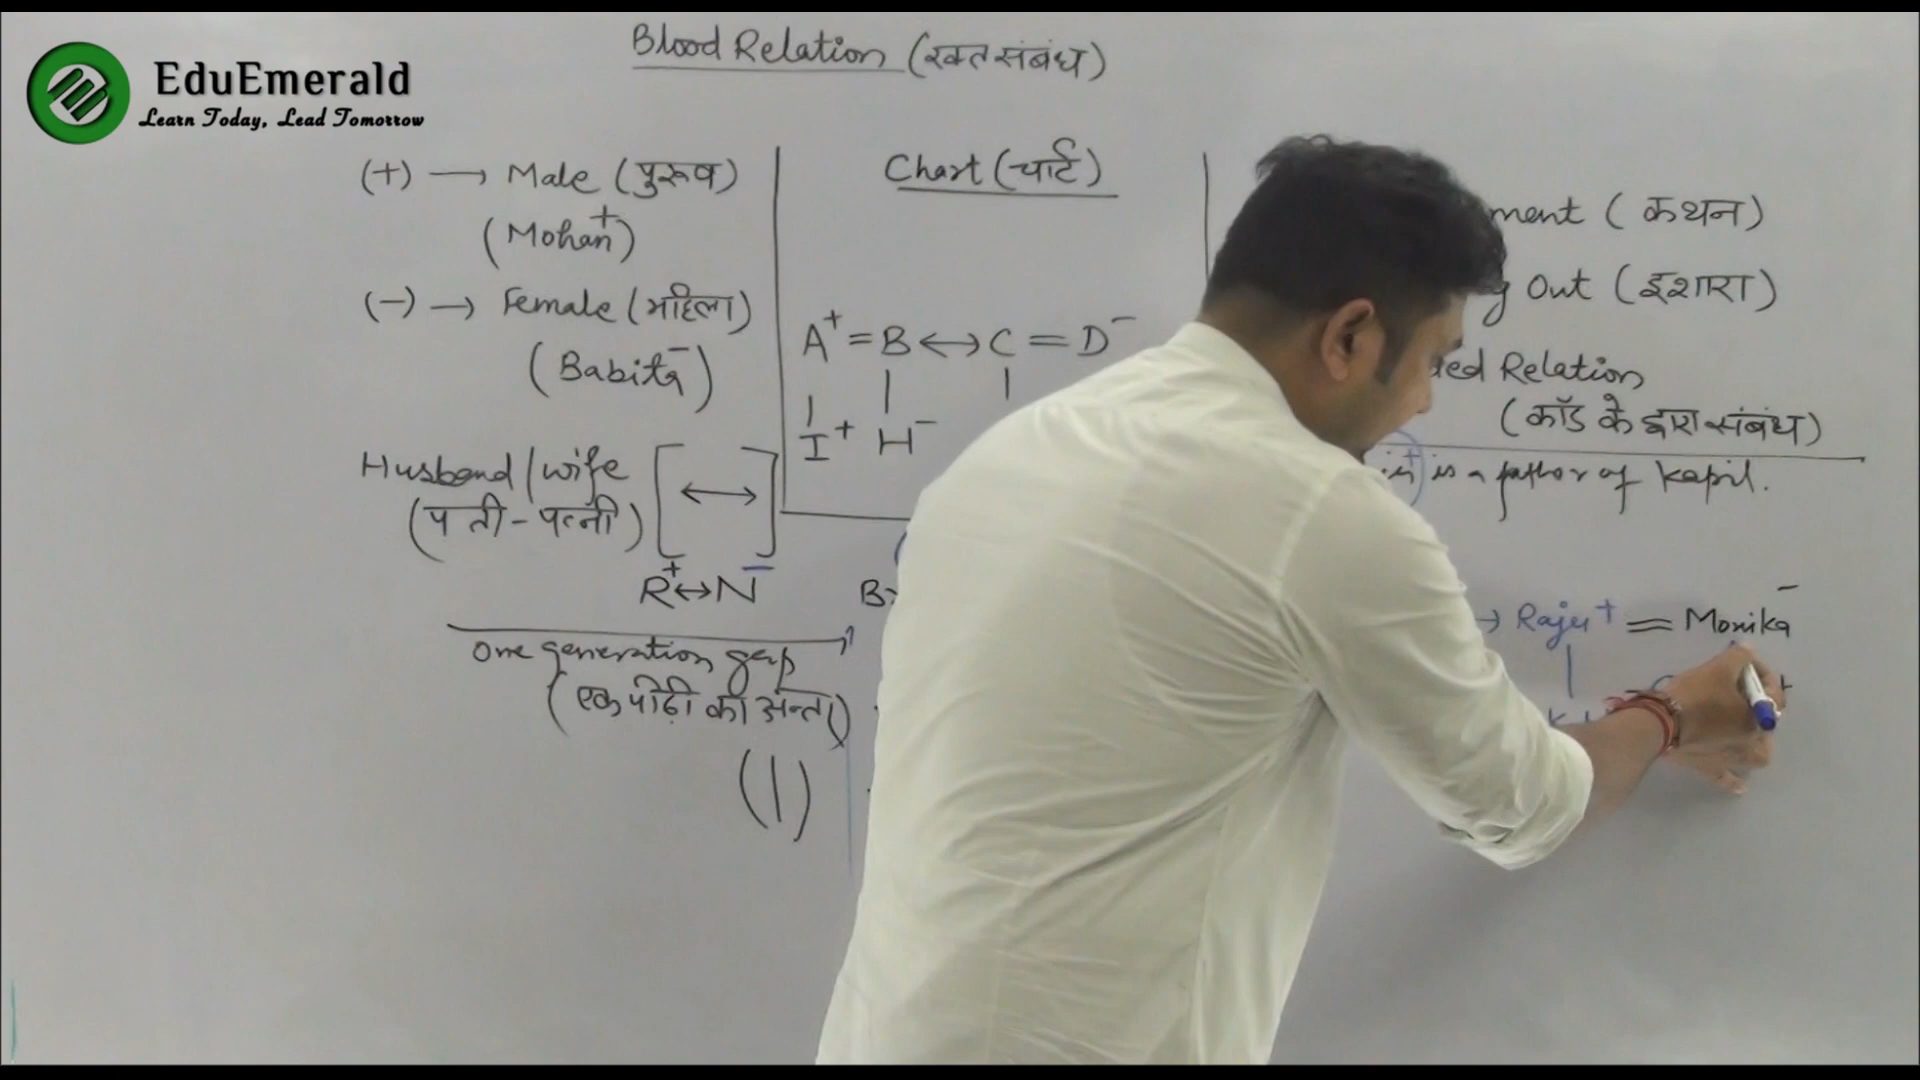 EduEmerald
Learn Today, Lead Tomorrow
Blood Relation (रक्त संबंध)
(+) → Male (पुरूष)
(Mohan+)
(−) → Female (महिला)
(Babita−)
Husband/wife [↔]
(पती-पत्नी)
R+↔N−
One generation gap
(एक पीढी का अन्तर)
(|)
Chart (चार्ट)
A+ = B ↔ C = D−
I+ H−
B
ment (कथन)
g Out (इशारा)
ded Relation
(कॉड के द्वारा संबंध)
is a father of Kapil.
→ Raju+ = Monika−